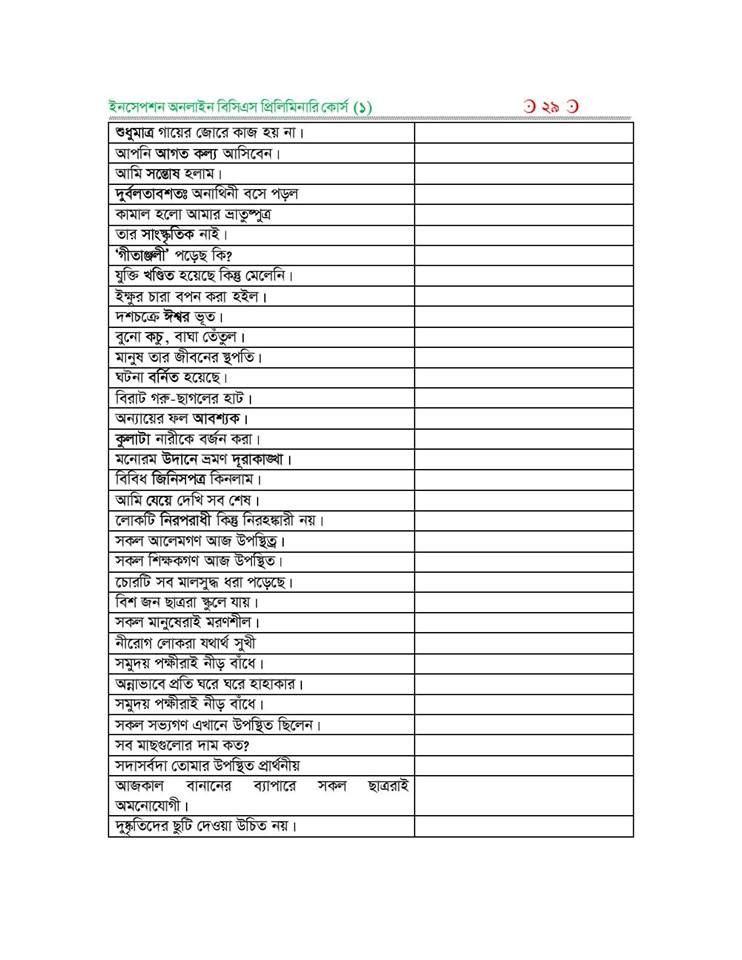 ইনসেপশন অনলাইন বিসিএস প্রিলিমিনারি কোর্স (১) ২৯
শুধুমাত্র গায়ের জোরে কাজ হয় না।
আপনি আগত কল্য আসিবেন।
আমি সন্তোষ হলাম।
দুর্বলতাবশতঃ অনাথিনী বসে পড়ল
কামাল হলো আমার ভ্রাতুষ্পুত্র
তার সাংস্কৃতিক নাই।
'গীতাঞ্জলী' পড়েছ কি?
যুক্তি খণ্ডিত হয়েছে কিন্তু মেলেনি।
ইক্ষুর চারা বপন করা হইল।
দশচক্রে ঈশ্বর ভূত।
বুনো কচু, বাঘা তেঁতুল।
মানুষ তার জীবনের স্থপতি।
ঘটনা বর্নিত হয়েছে।
বিরাট গরু-ছাগলের হাট।
অন্যায়ের ফল আবশ্যক।
কুলাটা নারীকে বর্জন করা।
মনোরম উদানে ভ্রমণ দূরাকাঙ্খা।
বিবিধ জিনিসপত্র কিনলাম।
আমি যেয়ে দেখি সব শেষ।
লোকটি নিরপরাধী কিন্তু নিরহঙ্কারী নয়।
সকল আলেমগণ আজ উপস্থিত্র।
সকল শিক্ষকগণ আজ উপস্থিত।
চোরটি সব মালসুদ্ধ ধরা পড়েছে।
বিশ জন ছাত্ররা স্কুলে যায়।
সকল মানুষেরাই মরণশীল।
নীরোগ লোকরা যথার্থ সুখী
সমুদয় পক্ষীরাই নীড় বাঁধে।
অন্নাভাবে প্রতি ঘরে ঘরে হাহাকার।
সমুদয় পক্ষীরাই নীড় বাঁধে।
সকল সভ্যগণ এখানে উপস্থিত ছিলেন।
সব মাছগুলোর দাম কত?
সদাসর্বদা তোমার উপস্থিত প্রার্থনীয়
আজকাল বানানের ব্যাপারে সকল ছাত্ররাই
অমনোযোগী।
দুষ্কৃতিদের ছুটি দেওয়া উচিত নয়।